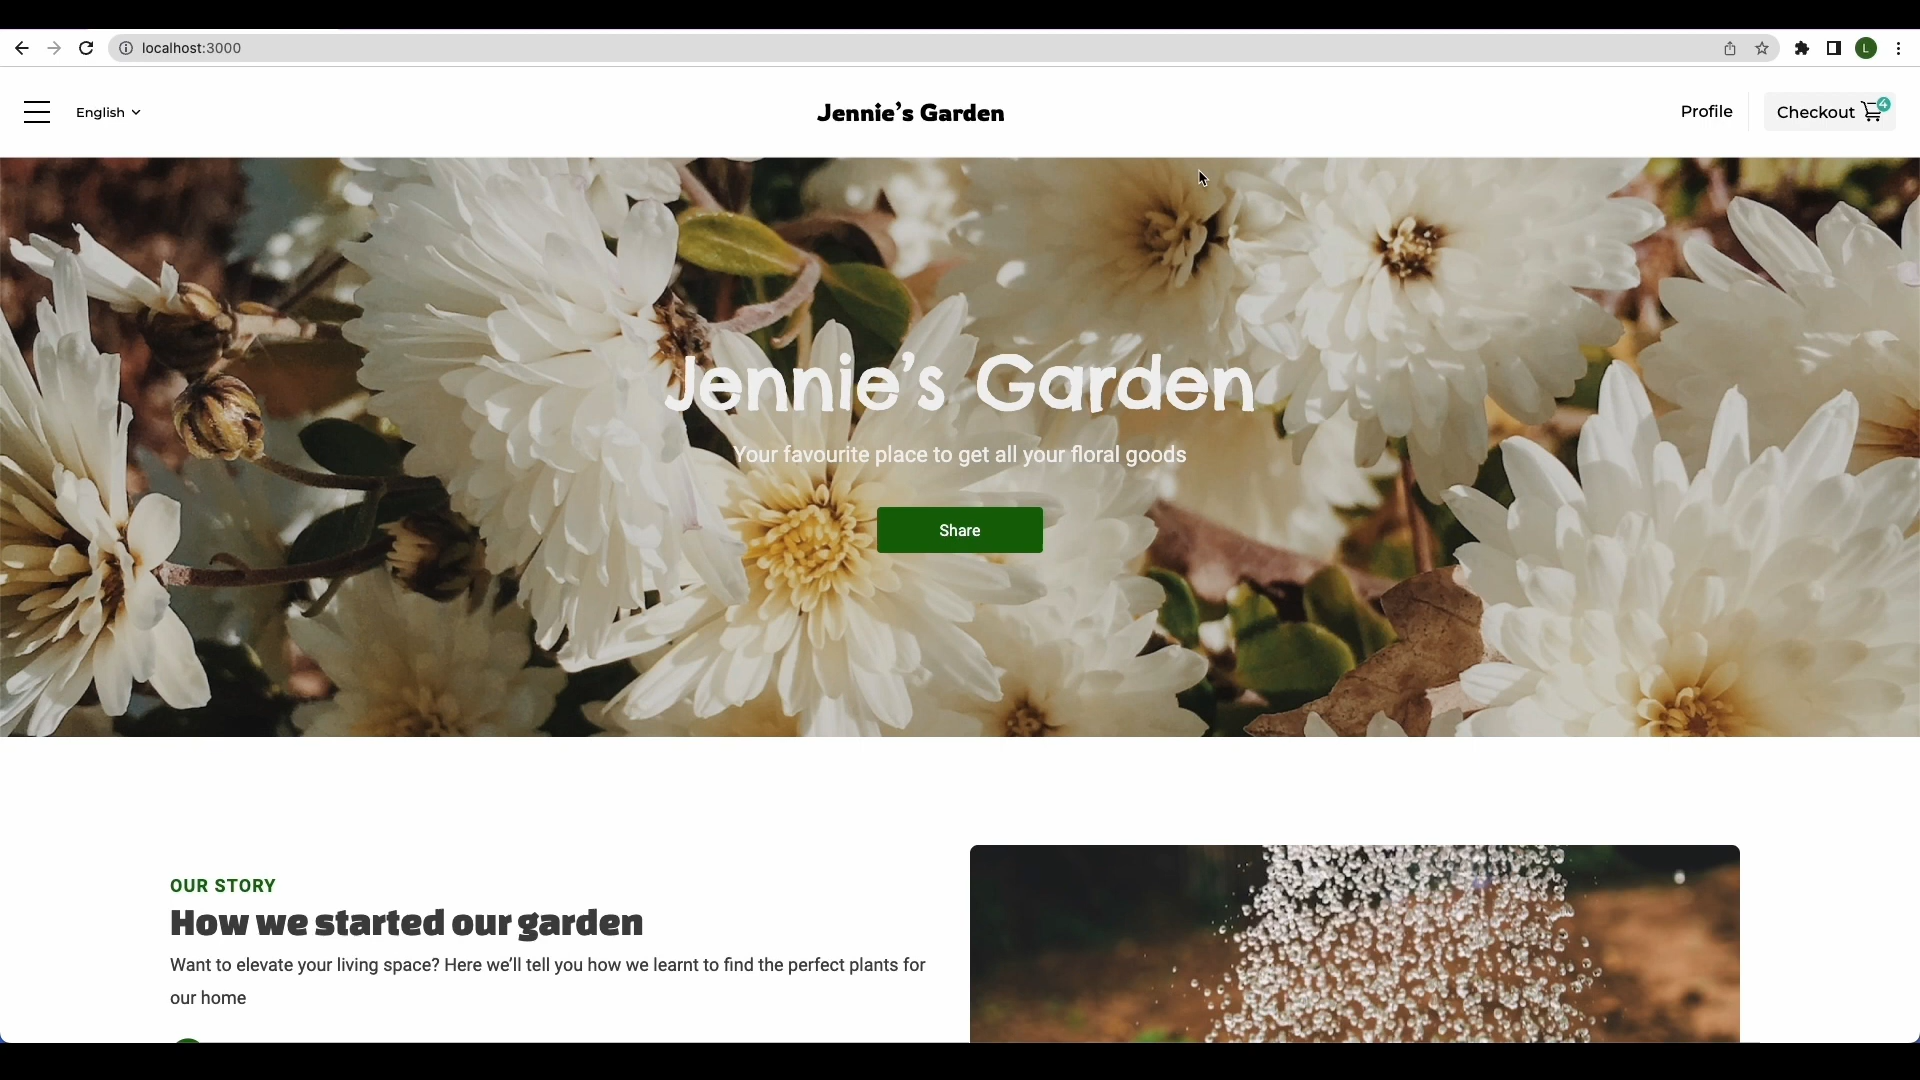 localhost:3000
L
English
Jennie's Garden
Profile
Checkout
4
Jennie's Garden
Your favourite place to get all your floral goods
Share
OUR STORY
How we started our garden
Want to elevate your living space? Here we'll tell you how we learnt to find the perfect plants for
our home